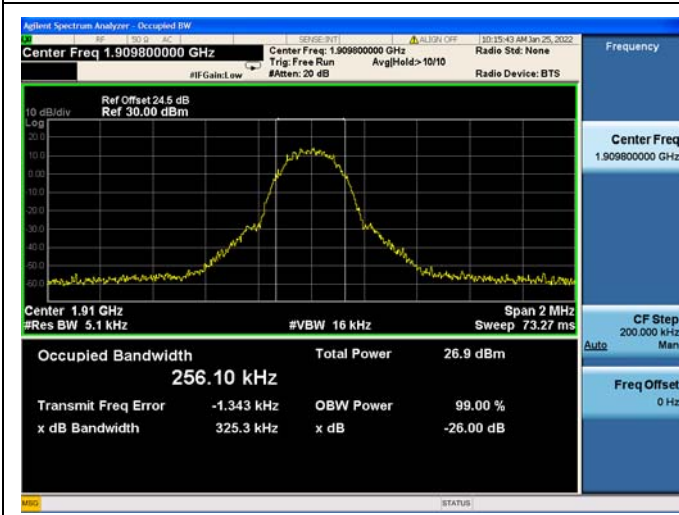 Agilent Spectrum Analyzer - Occupied BW
RF 50 Ω AC SENSE:INT ALIGN OFF 10:15:43 AM Jan 25, 2022
Center Freq 1.909800000 GHz
Center Freq: 1.909800000 GHz
Radio Std: None
Trig: Free Run Avg|Hold:>10/10
#IFGain:Low #Atten: 20 dB Radio Device: BTS
Ref Offset 24.5 dB
10 dB/div Ref 30.00 dBm
Log
20.0
10.0
0.00
-10.0
-20.0
-30.0
-40.0
-50.0
-60.0
Center 1.91 GHz Span 2 MHz
#Res BW 5.1 kHz #VBW 16 kHz Sweep 73.27 ms
Occupied Bandwidth Total Power 26.9 dBm
256.10 kHz
Transmit Freq Error -1.343 kHz OBW Power 99.00 %
x dB Bandwidth 325.3 kHz x dB -26.00 dB
MSG STATUS
Frequency
Center Freq
1.909800000 GHz
CF Step
200.000 kHz
Auto Man
Freq Offset
0 Hz